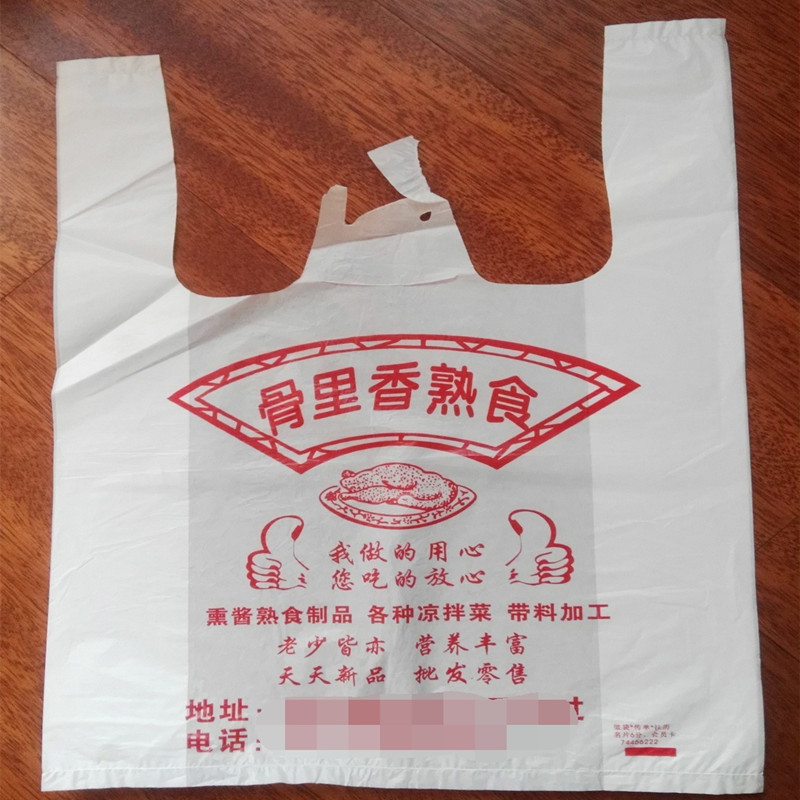 骨里香熟食
我做的用心
您吃的放心
熏酱熟食制品 各种凉拌菜 带料加工
老少皆亦 营养丰富
天天新品 批发零售
地址:
电话: